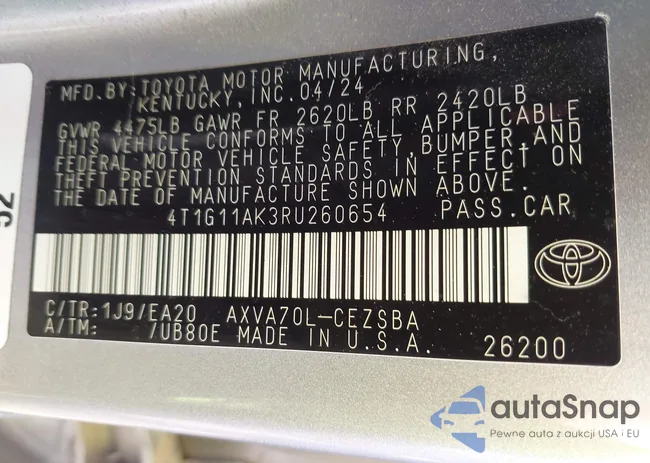 52
MFD.BY:TOYOTA MOTOR MANUFACTURING,
KENTUCKY,INC.04/24
GVWR 4475LB GAWR FR 2620LB RR 2420LB
THIS VEHICLE CONFORMS TO ALL APPLICABLE
FEDERAL MOTOR VEHICLE SAFETY,BUMPER,AND
THEFT PREVENTION STANDARDS IN EFFECT ON
THE DATE OF MANUFACTURE SHOWN ABOVE.
4T1G11AK3RU260654 PASS.CAR
C/TR:1J9/EA20 AXVA70L-CEZSBA
A/TM: /UB80E MADE IN U.S.A. 26200
autaSnap
Pewne auta z aukcji USA i EU